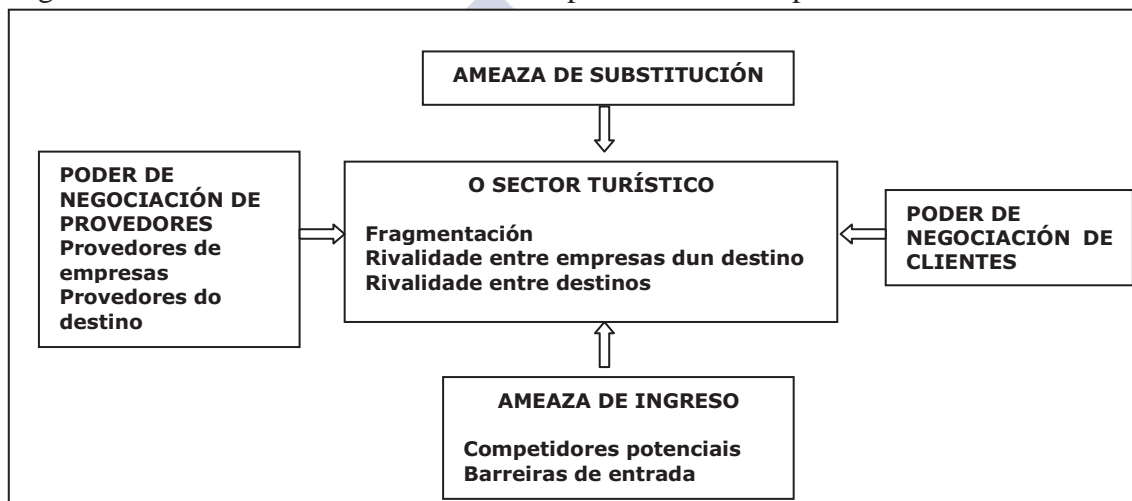 AMEAZA DE SUBSTITUCIÓN
PODER DE
NEGOCIACIÓN DE
PROVEDORES
Provedores de
empresas
Provedores do
destino
O SECTOR TURÍSTICO
Fragmentación
Rivalidade entre empresas dun destino
Rivalidade entre destinos
PODER DE
NEGOCIACIÓN DE
CLIENTES
AMEAZA DE INGRESO
Competidores potenciais
Barreiras de entrada